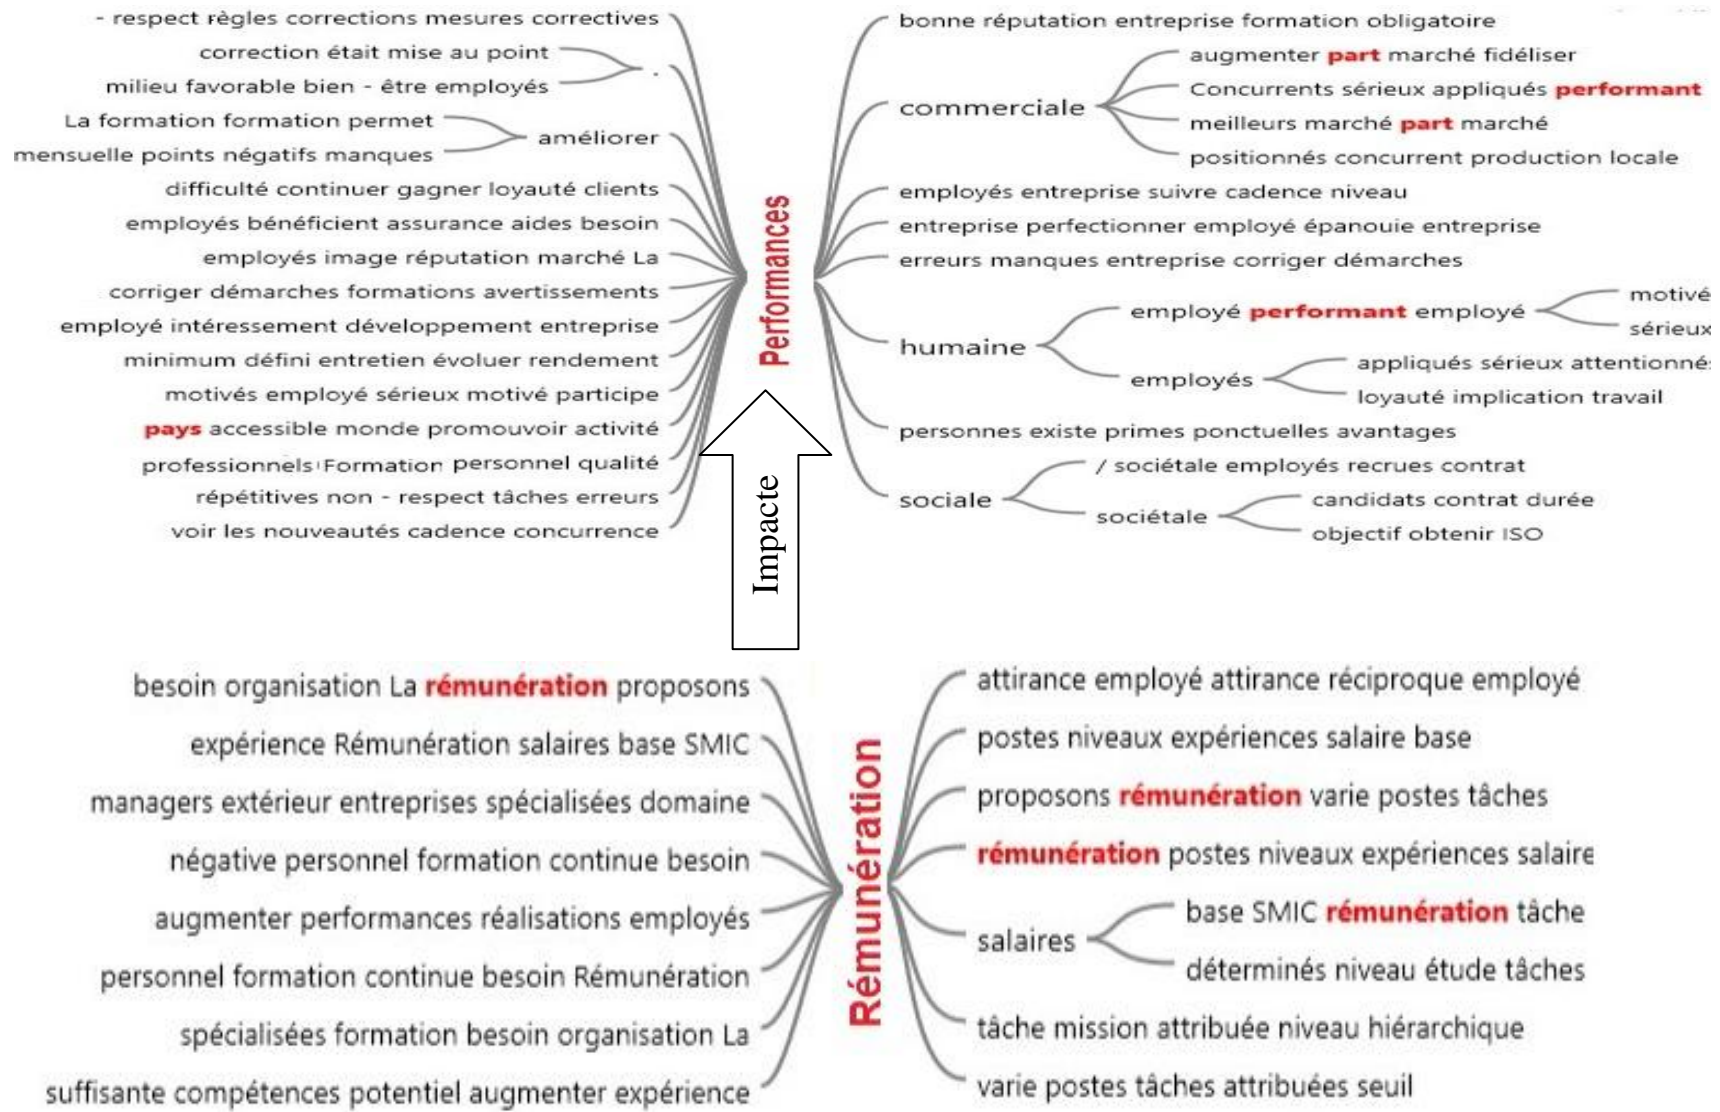 - respect règles corrections mesures correctives
correction était mise au point
milieu favorable bien - être employés
.
La formation formation permet
mensuelle points négatifs manques
améliorer
difficulté continuer gagner loyauté clients
employés bénéficient assurance aides besoin
employés image réputation marché La
corriger démarches formations avertissements
employé intéressement développement entreprise
minimum défini entretien évoluer rendement
motivés employé sérieux motivé participe
pays accessible monde promouvoir activité
professionnels Formation personnel qualité
répétitives non - respect tâches erreurs
voir les nouveautés cadence concurrence
Performances
bonne réputation entreprise formation obligatoire
commerciale
augmenter part marché fidéliser
Concurrents sérieux appliqués performant
meilleurs marché part marché
positionnés concurrent production locale
employés entreprise suivre cadence niveau
entreprise perfectionner employé épanouie entreprise
erreurs manques entreprise corriger démarches
humaine
employé performant employé
motivé
sérieux
employés
appliqués sérieux attentionnés
loyauté implication travail
personnes existe primes ponctuelles avantages
sociale
/ sociétale employés recrues contrat
sociétale
candidats contrat durée
objectif obtenir ISO
Impacte
besoin organisation La rémunération proposons
expérience Rémunération salaires base SMIC
managers extérieur entreprises spécialisées domaine
négative personnel formation continue besoin
augmenter performances réalisations employés
personnel formation continue besoin Rémunération
spécialisées formation besoin organisation La
suffisante compétences potentiel augmenter expérience
Rémunération
attirance employé attirance réciproque employé
postes niveaux expériences salaire base
proposons rémunération varie postes tâches
rémunération postes niveaux expériences salaire
salaires
base SMIC rémunération tâche
déterminés niveau étude tâches
tâche mission attribuée niveau hiérarchique
varie postes tâches attribuées seuil